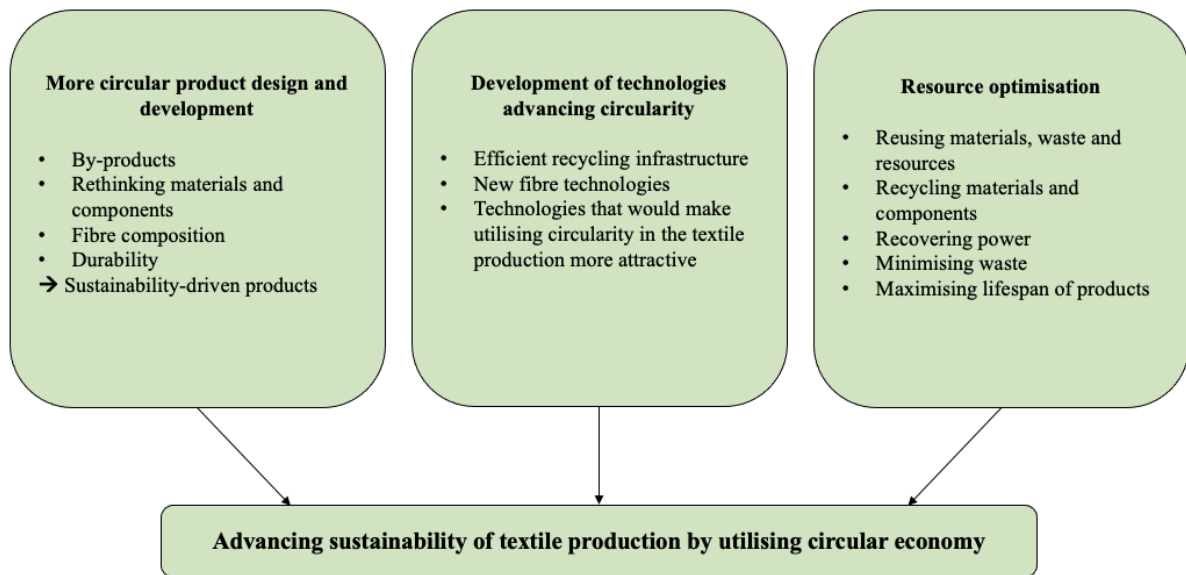 More circular product design and
development
• By-products
• Rethinking materials and
components
• Fibre composition
• Durability
→ Sustainability-driven products
Development of technologies
advancing circularity
• Efficient recycling infrastructure
• New fibre technologies
• Technologies that would make
utilising circularity in the textile
production more attractive
Resource optimisation
• Reusing materials, waste and
resources
• Recycling materials and
components
• Recovering power
• Minimising waste
• Maximising lifespan of products
Advancing sustainability of textile production by utilising circular economy